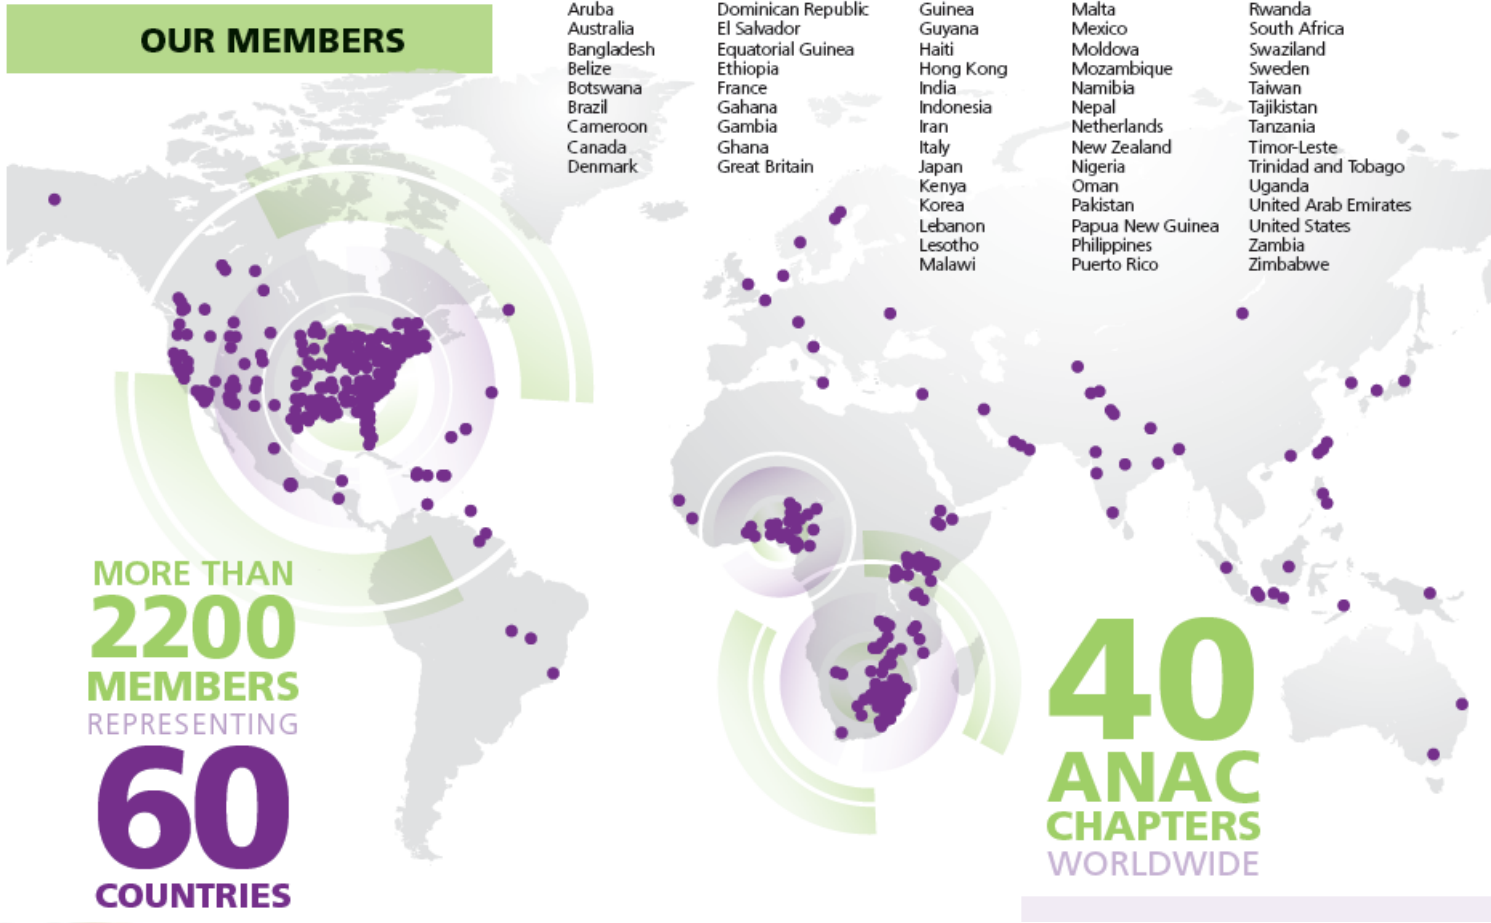 OUR MEMBERS
Aruba
Australia
Bangladesh
Belize
Botswana
Brazil
Cameroon
Canada
Denmark
Dominican Republic
El Salvador
Equatorial Guinea
Ethiopia
France
Gahana
Gambia
Ghana
Great Britain
Guinea
Guyana
Haiti
Hong Kong
India
Indonesia
Iran
Italy
Japan
Kenya
Korea
Lebanon
Lesotho
Malawi
Malta
Mexico
Moldova
Mozambique
Namibia
Nepal
Netherlands
New Zealand
Nigeria
Oman
Pakistan
Papua New Guinea
Philippines
Puerto Rico
Rwanda
South Africa
Swaziland
Sweden
Taiwan
Tajikistan
Tanzania
Timor-Leste
Trinidad and Tobago
Uganda
United Arab Emirates
United States
Zambia
Zimbabwe
MORE THAN
2200
MEMBERS
REPRESENTING
60
COUNTRIES
40
ANAC
CHAPTERS
WORLDWIDE